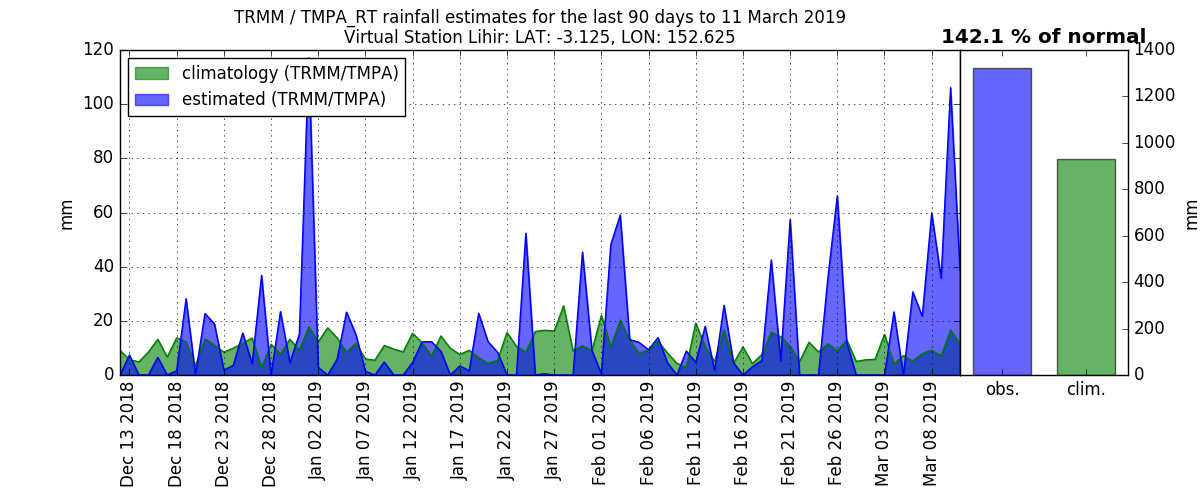 TRMM / TMPA_RT rainfall estimates for the last 90 days to 11 March 2019
Virtual Station Lihir: LAT: -3.125, LON: 152.625
142.1 % of normal
climatology (TRMM/TMPA)
estimated (TRMM/TMPA)
mm
120
100
80
60
40
20
0
Dec 13 2018
Dec 18 2018
Dec 23 2018
Dec 28 2018
Jan 02 2019
Jan 07 2019
Jan 12 2019
Jan 17 2019
Jan 22 2019
Jan 27 2019
Feb 01 2019
Feb 06 2019
Feb 11 2019
Feb 16 2019
Feb 21 2019
Feb 26 2019
Mar 03 2019
Mar 08 2019
obs.
clim.
1400
1200
1000
800
600
400
200
0
mm